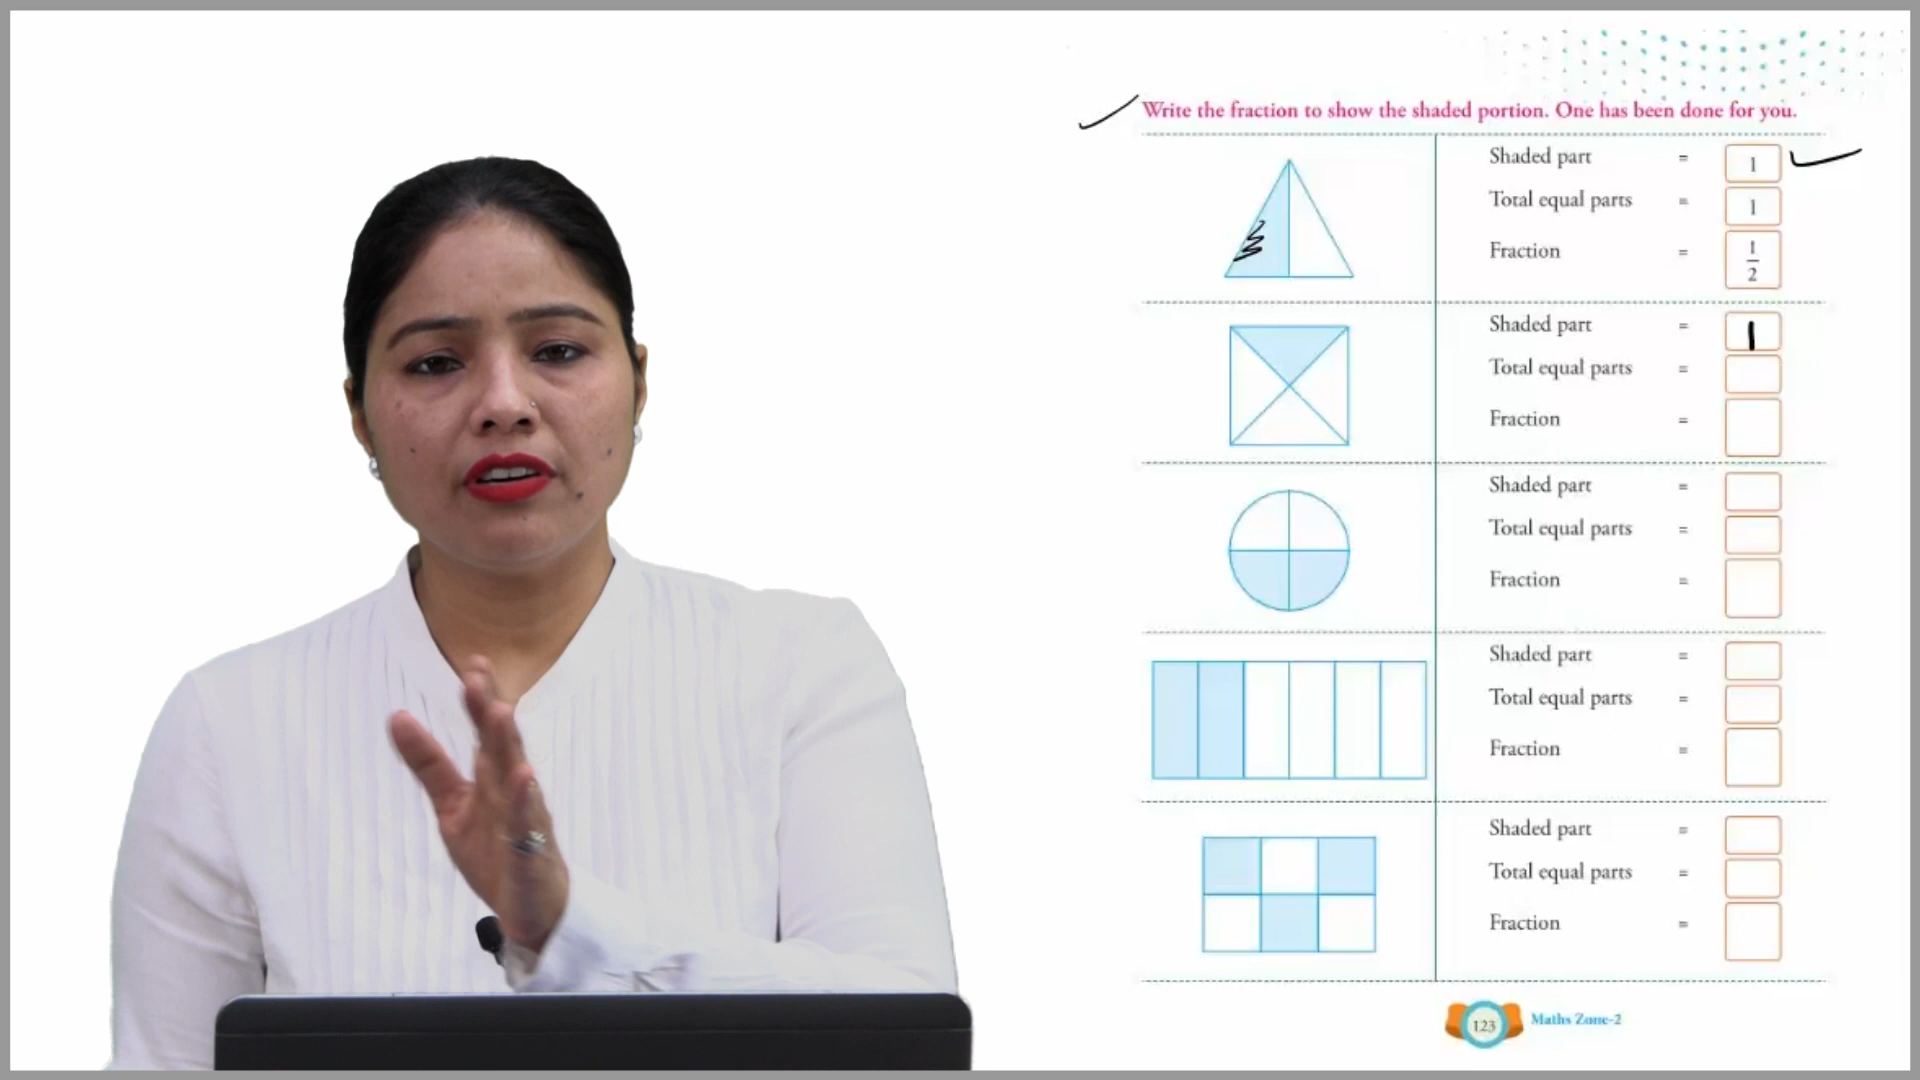 Write the fraction to show the shaded portion. One has been done for you.
Shaded part = 1
Total equal parts = 1
Fraction = 1/2
Shaded part = 1
Total equal parts =
Fraction =
Shaded part =
Total equal parts =
Fraction =
Shaded part =
Total equal parts =
Fraction =
Shaded part =
Total equal parts =
Fraction =
123 Maths Zone-2